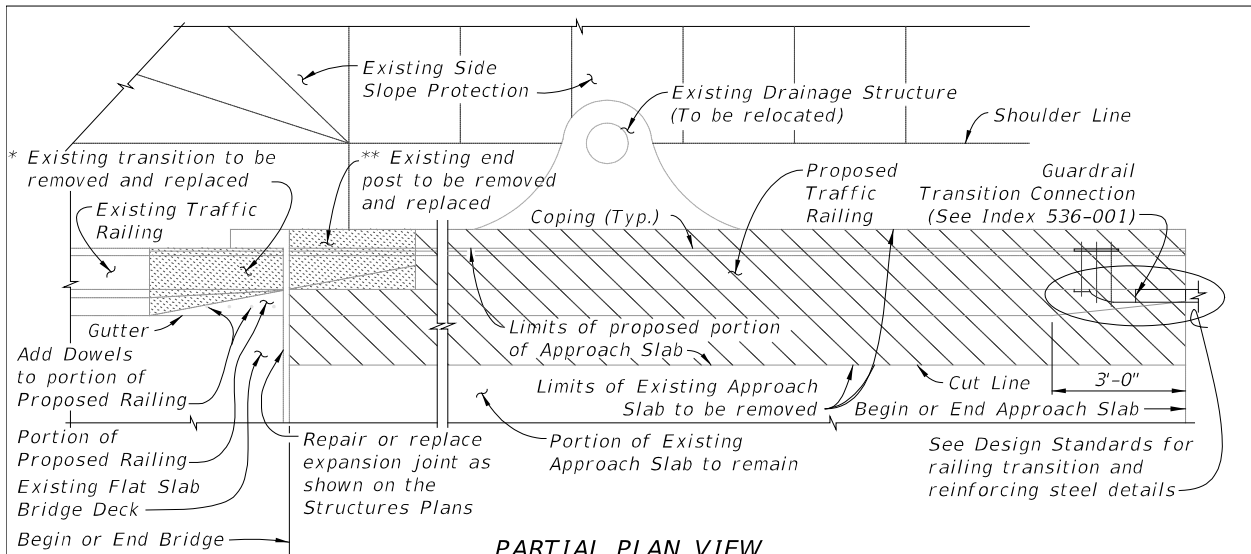 Existing Side
Slope Protection
Existing Drainage Structure
(To be relocated)
Shoulder Line
* Existing transition to be
removed and replaced
** Existing end
post to be removed
and replaced
Proposed
Traffic
Railing
Guardrail
Transition Connection
(See Index 536-001)
Existing Traffic
Railing
Coping (Typ.)
Gutter
Limits of proposed portion
of Approach Slab
Add Dowels
to portion of
Proposed Railing
Limits of Existing Approach
Slab to be removed
Cut Line
3'-0"
Begin or End Approach Slab
Portion of
Proposed Railing
Existing Flat Slab
Bridge Deck
Repair or replace
expansion joint as
shown on the
Structures Plans
Portion of Existing
Approach Slab to remain
See Design Standards for
railing transition and
reinforcing steel details
Begin or End Bridge
PARTIAL PLAN VIEW